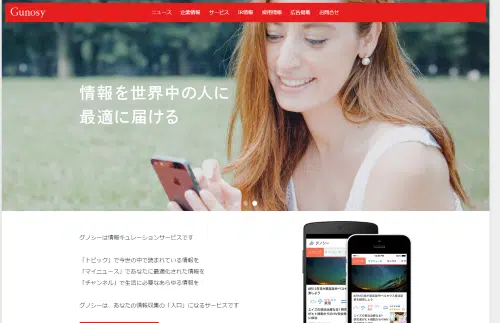 Gunosy
ニュース 企業情報 サービス IR情報 採用情報 広告掲載 お問合せ
情報を世界中の人に
最適に届ける
グノシーは情報キュレーションサービスです
「トピック」で今世の中で読まれている情報を
「マイニュース」であなたに最適化された情報を
「チャンネル」で生活に必要なあらゆる情報を
グノシーは、あなたの情報収集の「入口」になるサービスです
グノシー